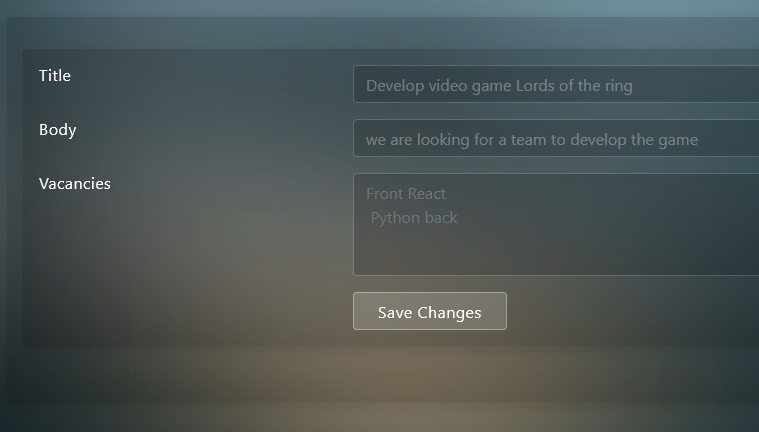 Title
Develop video game Lords of the ring
Body
we are looking for a team to develop the game
Vacancies
Front React
Python back
Save Changes